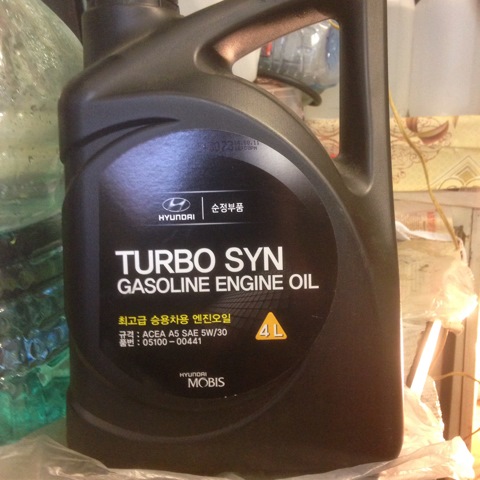 HYUNDAI
순정부품
TURBO SYN
GASOLINE ENGINE OIL
최고급 승용차용 엔진오일
규격 : ACEA A5 SAE 5W/30
품번 : 05100-00441
4 L
HYUNDAI
MOBIS